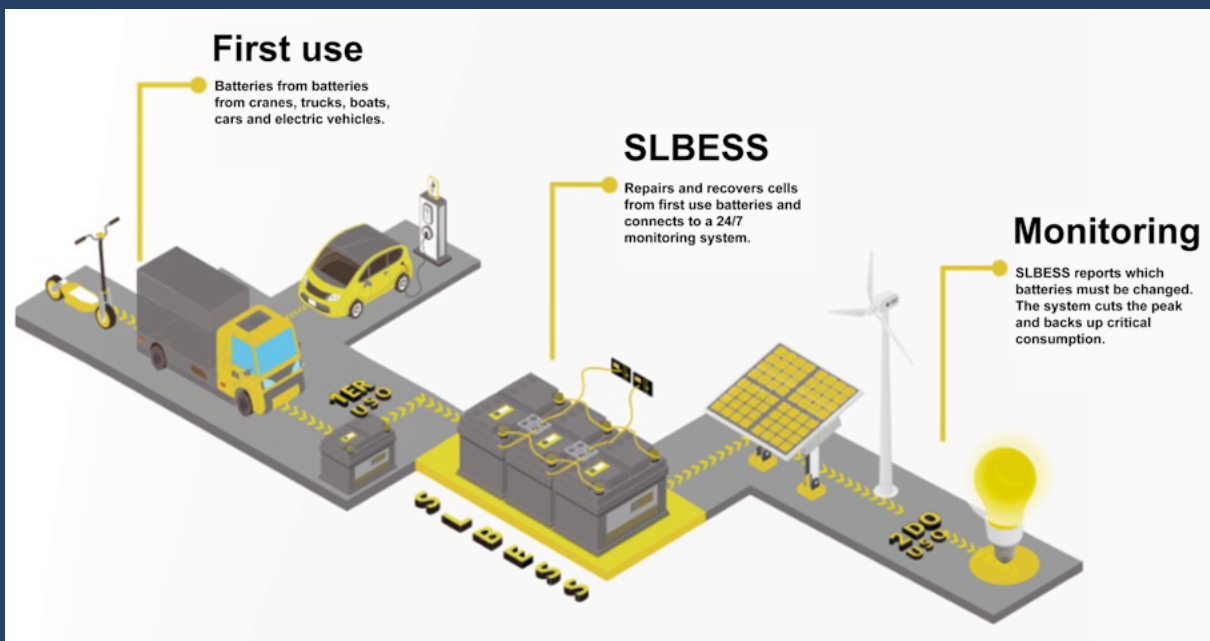 First use
Batteries from batteries
from cranes, trucks, boats,
cars and electric vehicles.
SLBESS
Repairs and recovers cells
from first use batteries and
connects to a 24/7
monitoring system.
Monitoring
SLBESS reports which
batteries must be changed.
The system cuts the peak
and backs up critical
consumption.
1ER
USO
SLBESS
2DO
USO